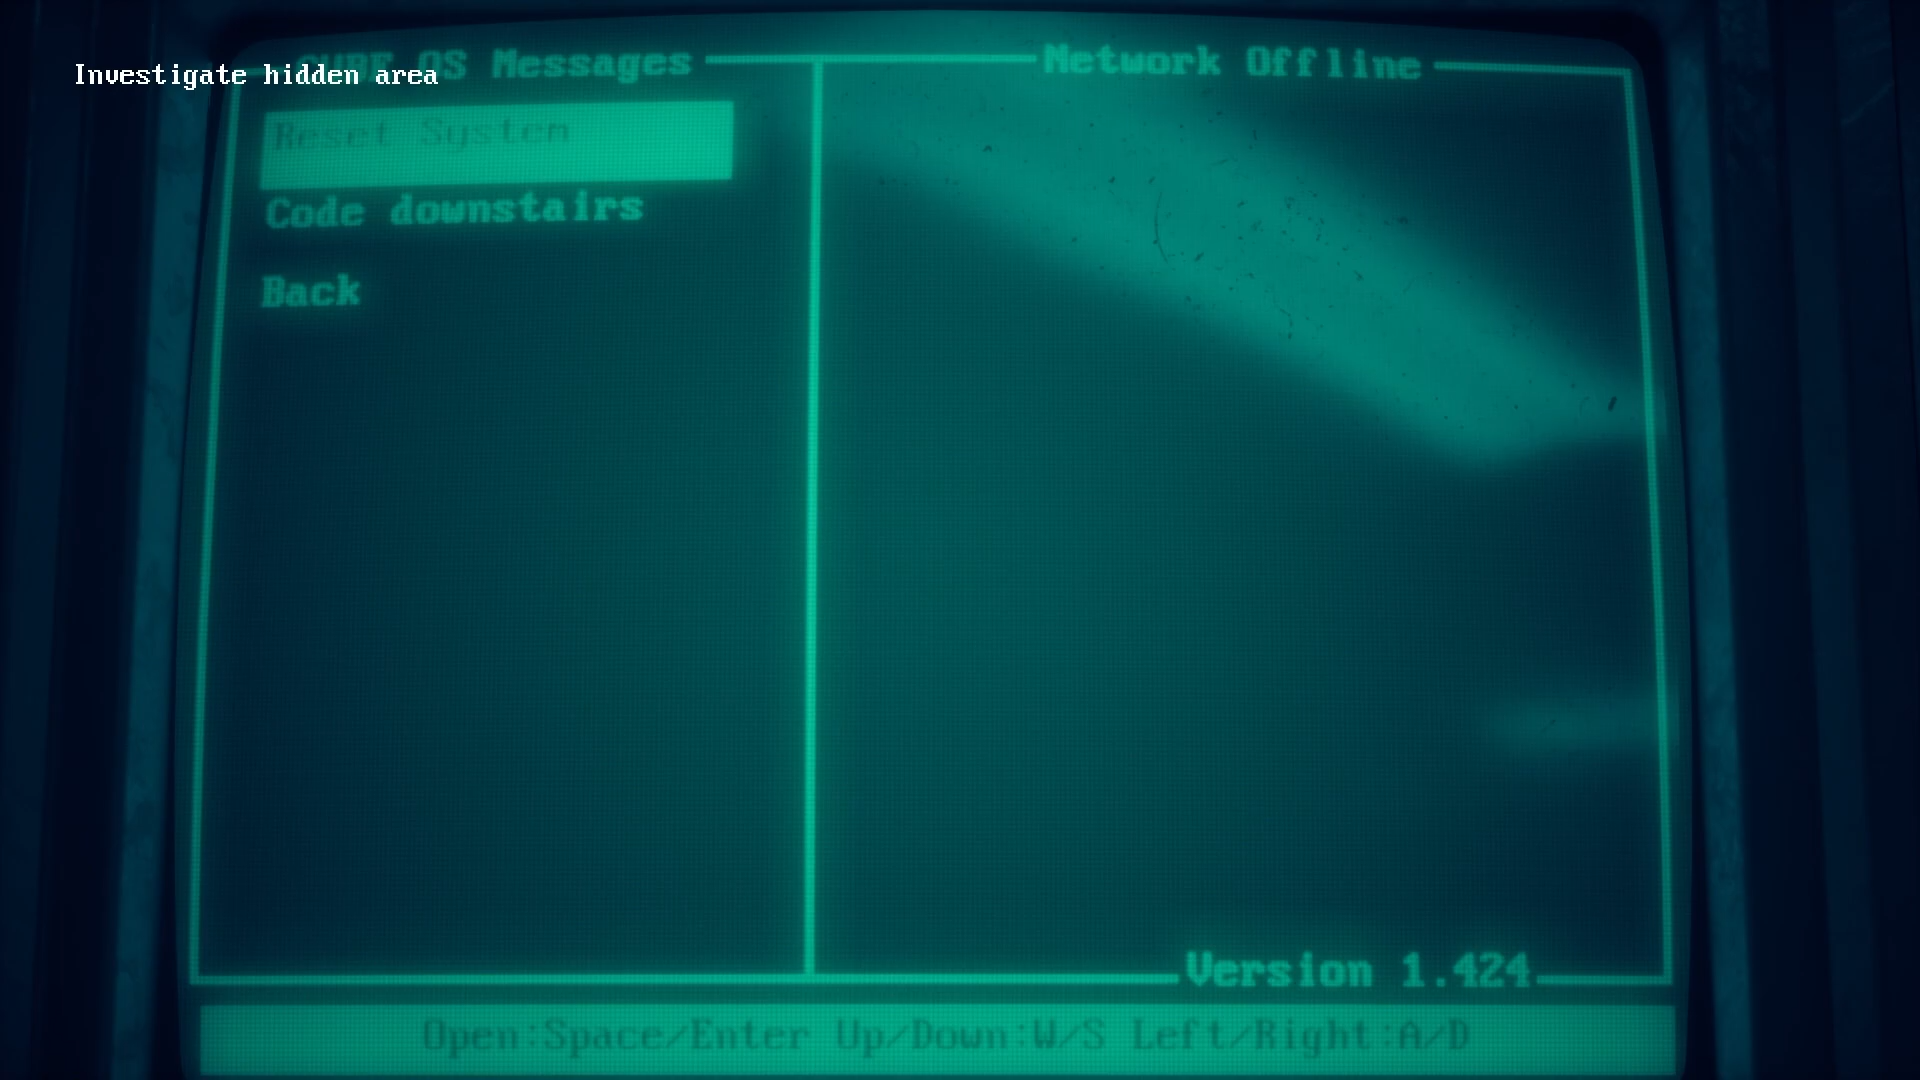 Investigate hidden area
OS Messages
Network Offline
Reset System
Code downstairs
Back
Version 1.424
Open:Space/Enter Up/Down:W/S Left/Right:A/D